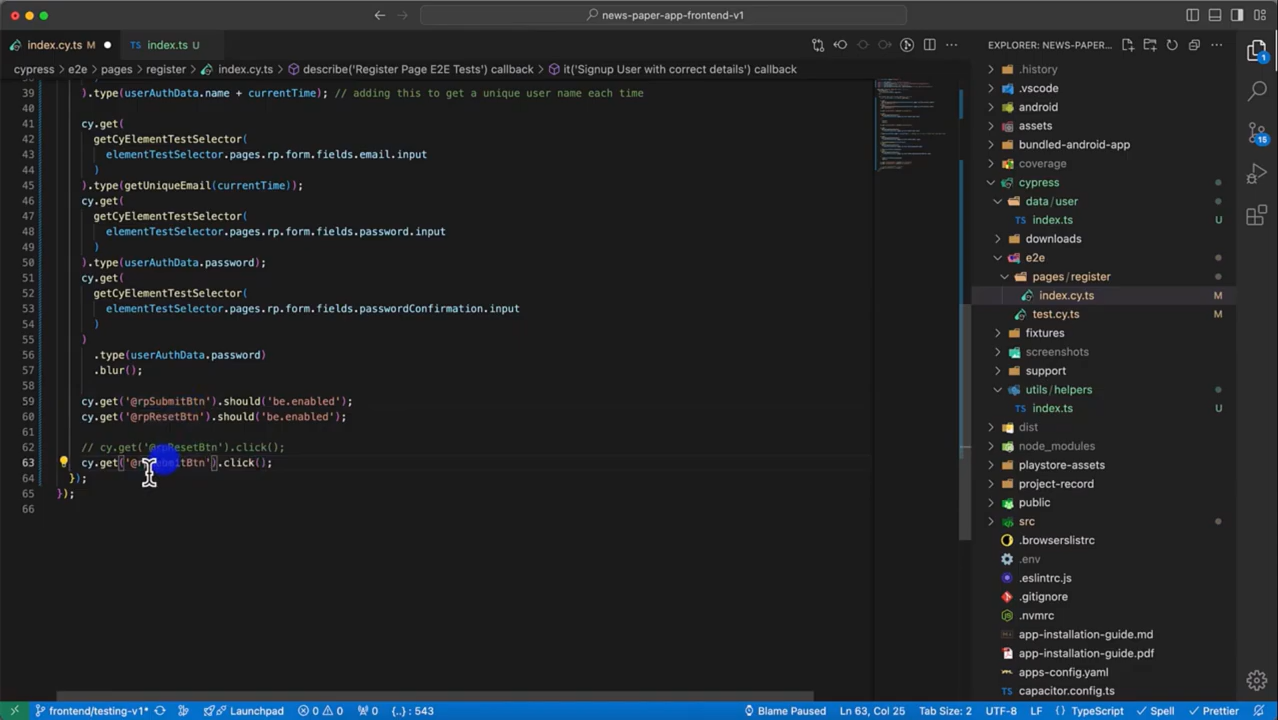 news-paper-app-frontend-v1
index.cy.ts M
TS index.ts U
EXPLORER: NEWS-PAPER...
cypress > e2e > pages > register > index.cy.ts > describe('Register Page E2E Tests') callback > it('Signup User with correct details') callback
39 ).type(userAuthData.name + currentTime); // adding this to get a unique user name each time
40
41 cy.get(
42 getCyElementTestSelector(
43 elementTestSelector.pages.rp.form.fields.email.input
44 )
45 ).type(getUniqueEmail(currentTime));
46 cy.get(
47 getCyElementTestSelector(
48 elementTestSelector.pages.rp.form.fields.password.input
49 )
50 ).type(userAuthData.password);
51 cy.get(
52 getCyElementTestSelector(
53 elementTestSelector.pages.rp.form.fields.passwordConfirmation.input
54 )
55 )
56 .type(userAuthData.password)
57 .blur();
58
59 cy.get('@rpSubmitBtn').should('be.enabled');
60 cy.get('@rpResetBtn').should('be.enabled');
61
62 // cy.get('@rpResetBtn').click();
63 cy.get('@rpSubmitBtn').click();
64 });
65 });
66
.history
.vscode
android
assets
bundled-android-app
coverage
cypress
data/user
TS index.ts U
downloads
e2e
pages/register
index.cy.ts M
test.cy.ts M
fixtures
screenshots
support
utils/helpers
TS index.ts U
dist
node_modules
playstore-assets
project-record
public
src
.browserslistrc
.env
.eslintrc.js
.gitignore
.nvmrc
app-installation-guide.md
app-installation-guide.pdf
apps-config.yaml
TS capacitor.config.ts
1
15
frontend/testing-v1* Launchpad 0 0 0 {..} : 543 Blame Paused Ln 63, Col 25 Tab Size: 2 UTF-8 LF {} TypeScript Spell Prettier